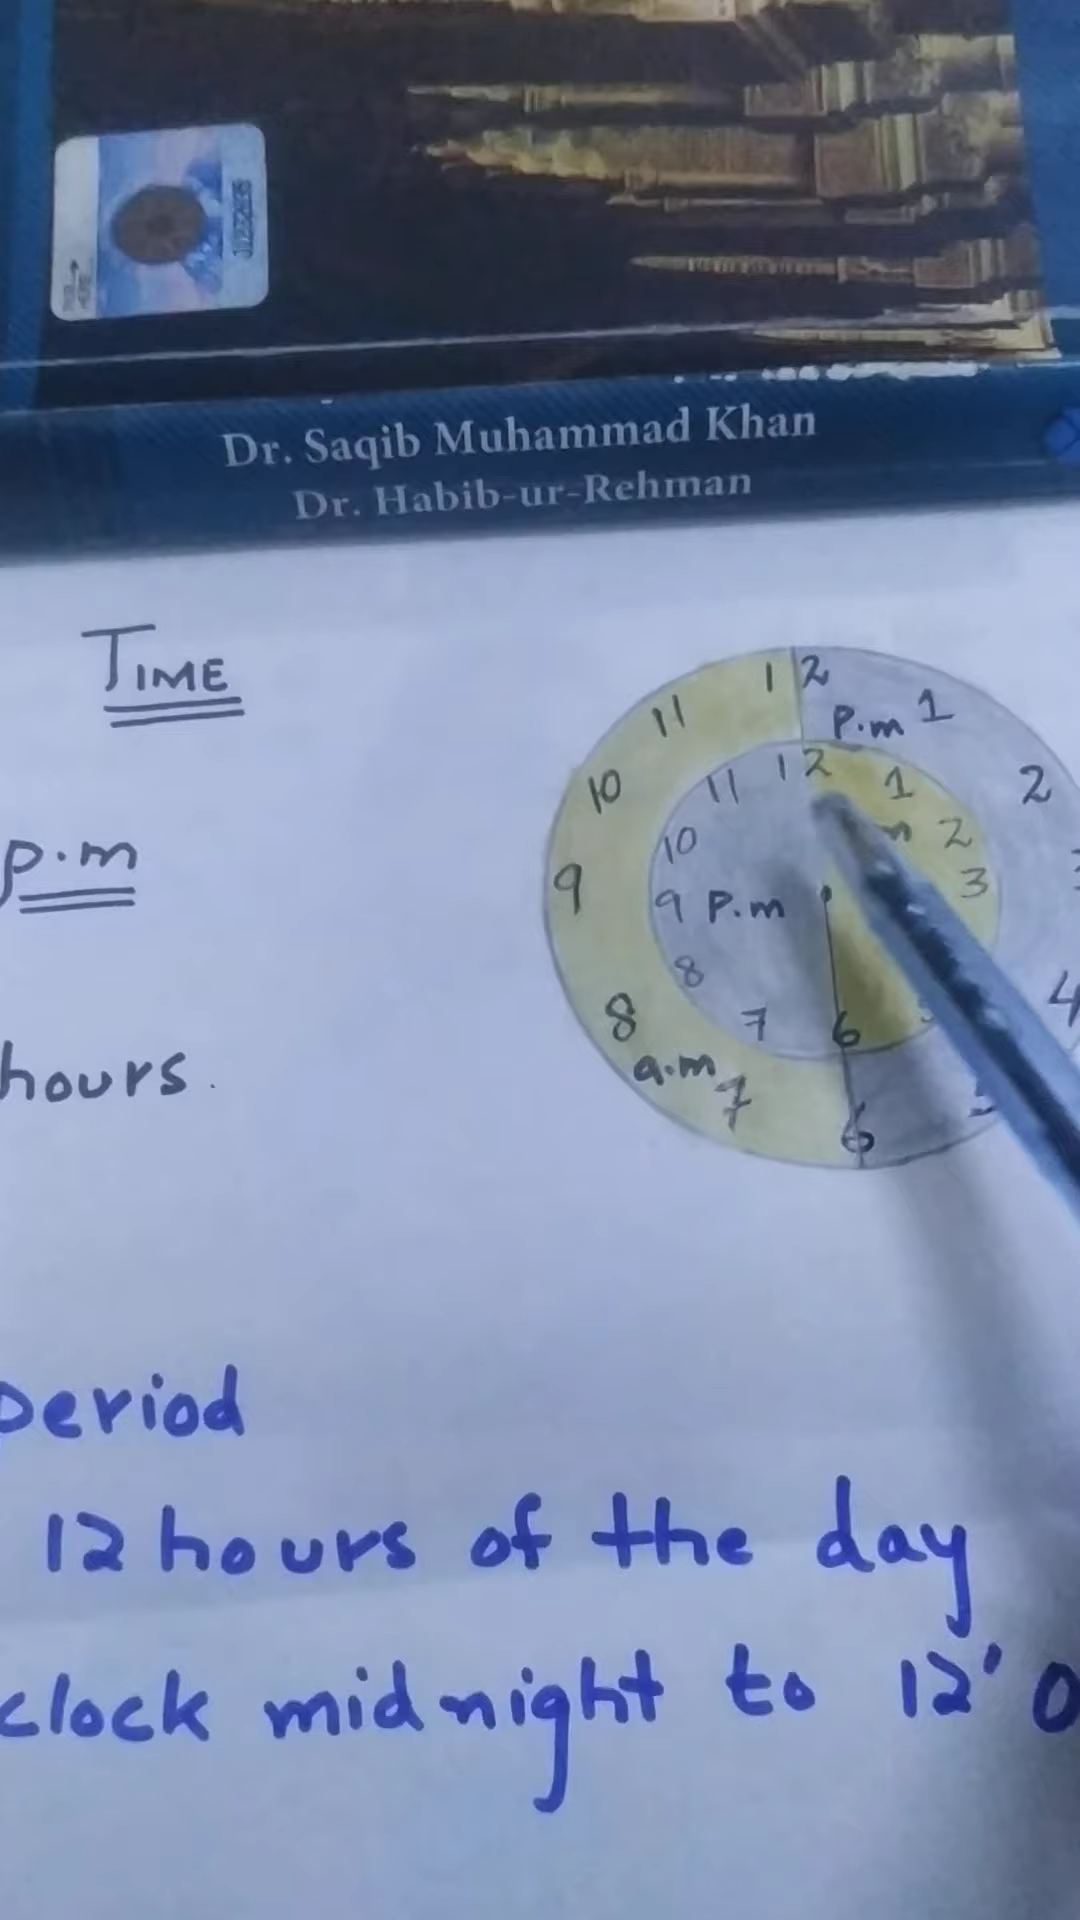 Dr. Saqib Muhammad Khan
Dr. Habib-ur-Rehman
TIME
p.m
hours.
12
p.m 1
2
11
10
9
8
a.m
7
6
4
12
1
2
3
11
10
9 p.m
8
7
6
period
12 hours of the day
clock midnight to 12' o